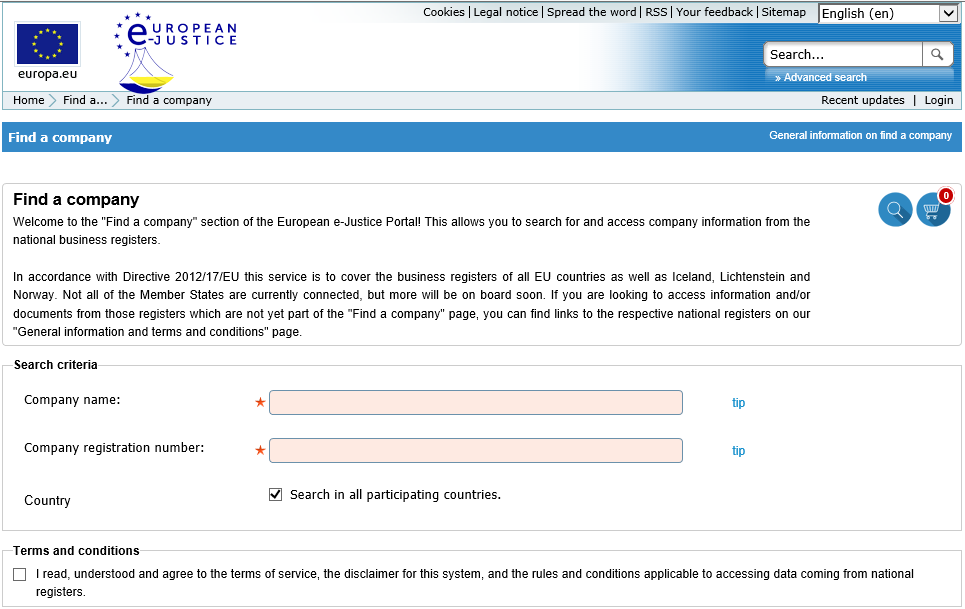 Cookies | Legal notice | Spread the word | RSS | Your feedback | Sitemap English (en)
EUROPEAN
e-JUSTICE
europa.eu
Search...
» Advanced search
Home Find a... Find a company Recent updates | Login
Find a company General information on find a company
Find a company
0
Welcome to the "Find a company" section of the European e-Justice Portal! This allows you to search for and access company information from the
national business registers.
In accordance with Directive 2012/17/EU this service is to cover the business registers of all EU countries as well as Iceland, Lichtenstein and
Norway. Not all of the Member States are currently connected, but more will be on board soon. If you are looking to access information and/or
documents from those registers which are not yet part of the "Find a company" page, you can find links to the respective national registers on our
"General information and terms and conditions" page.
Search criteria
Company name: tip
Company registration number: tip
Country Search in all participating countries.
Terms and conditions
I read, understood and agree to the terms of service, the disclaimer for this system, and the rules and conditions applicable to accessing data coming from national
registers.